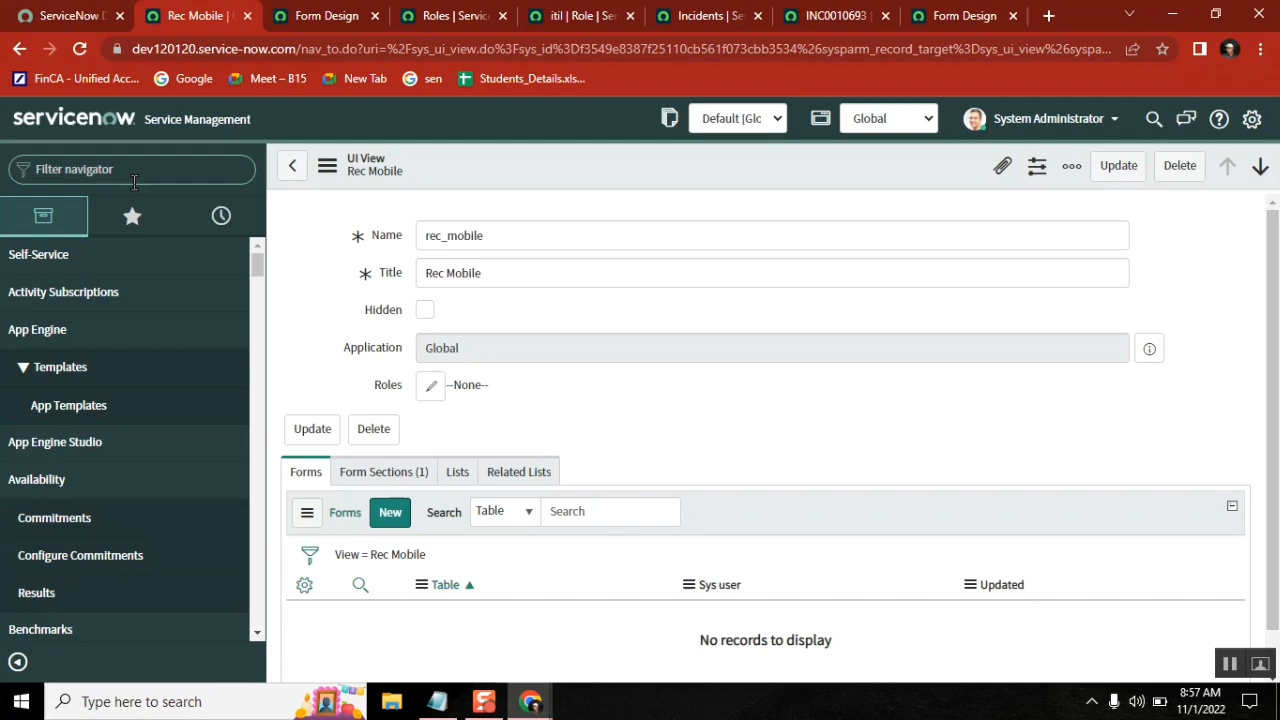 ServiceNow D
Rec Mobile |
Form Design
Roles | Service
itil | Role | Se
Incidents | Se
INC0010693 |
Form Design
dev120120.service-now.com/nav_to.do?uri=%2Fsys_ui_view.do%3Fsys_id%3Df3549e8387f25110cb561f073cbb3534%26sysparm_record_target%3Dsys_ui_view%26syspa...
FinCA - Unified Acc...
Google
Meet – B15
New Tab
sen
Students_Details.xls...
servicenow Service Management
Default [Glc
Global
System Administrator
Filter navigator
UI View
Rec Mobile
Update
Delete
Self-Service
Activity Subscriptions
App Engine
Templates
App Templates
App Engine Studio
Availability
Commitments
Configure Commitments
Results
Benchmarks
Name
rec_mobile
Title
Rec Mobile
Hidden
Application
Global
Roles
--None--
Update
Delete
Forms
Form Sections (1)
Lists
Related Lists
Forms
New
Search
Table
Search
View = Rec Mobile
Table
Sys user
Updated
No records to display
Type here to search
8:57 AM
11/1/2022